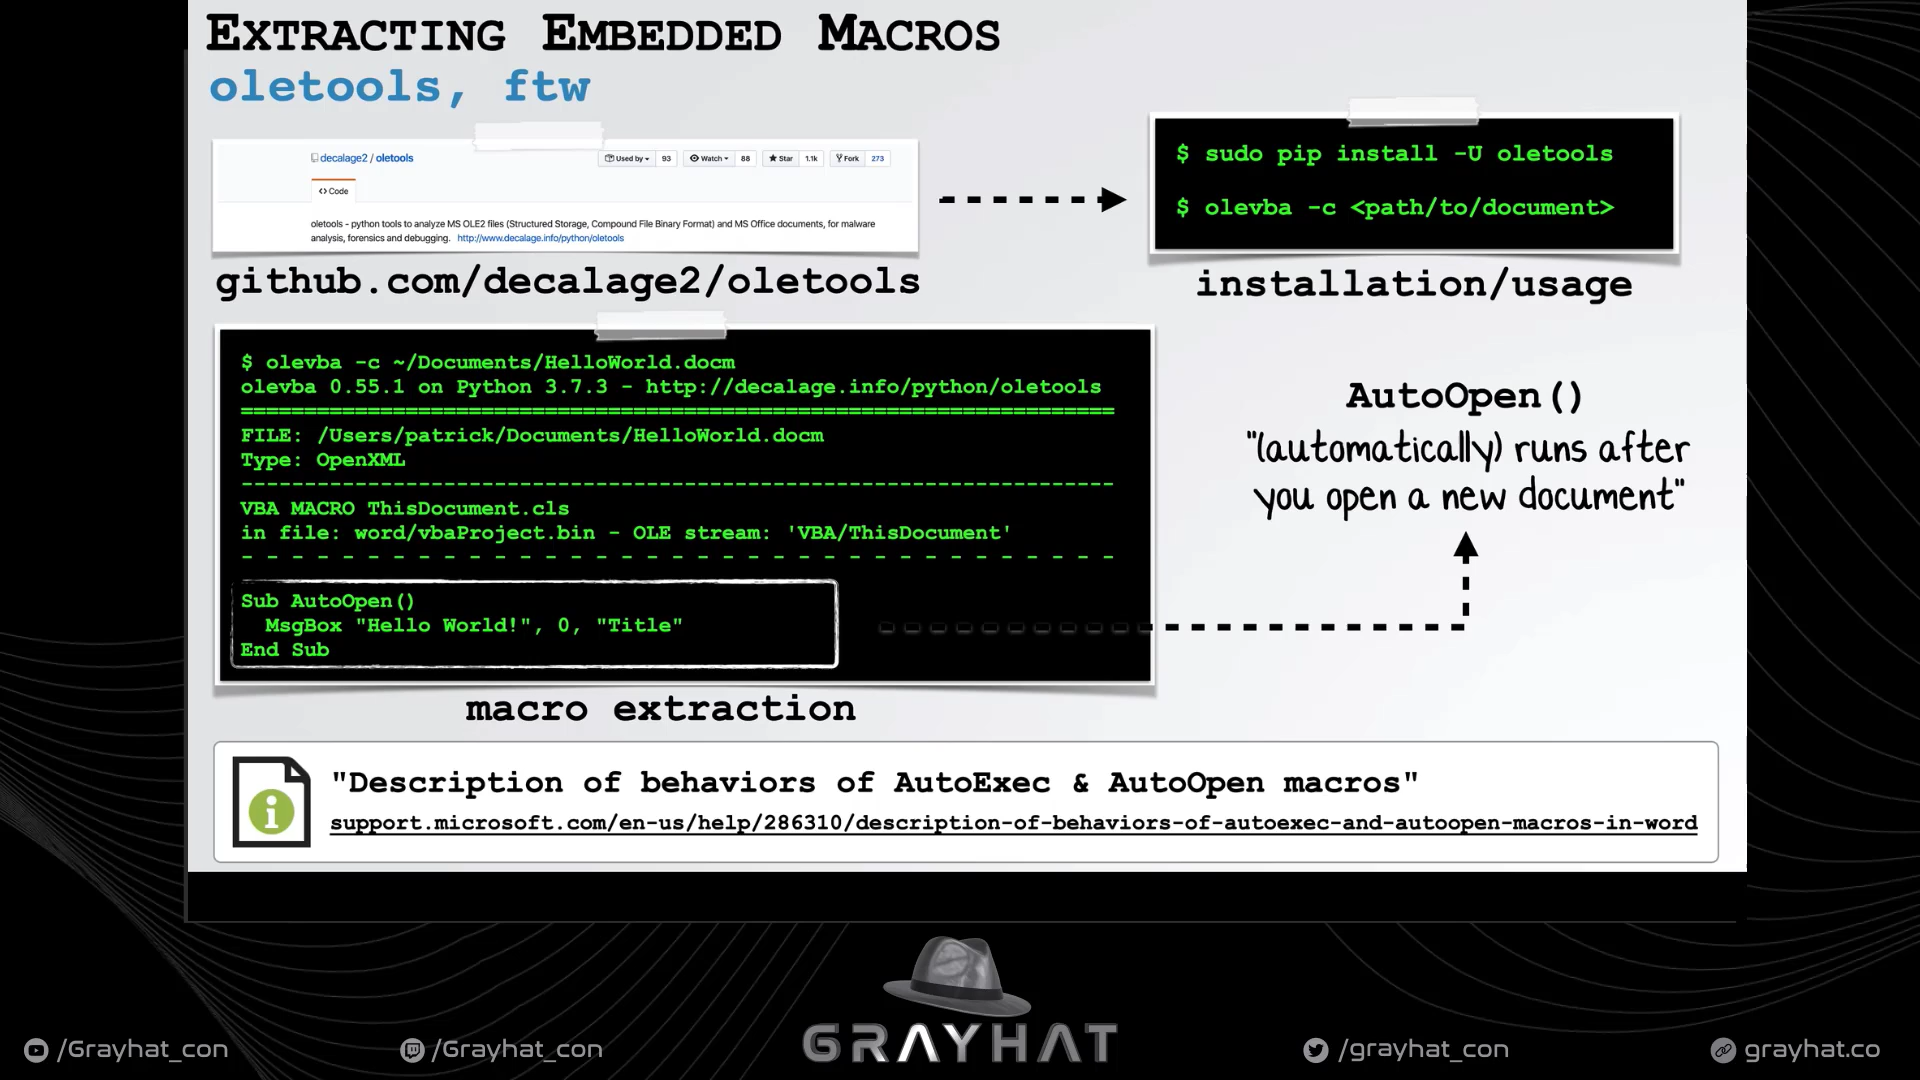 Extracting Embedded Macros
oletools, ftw
decalage2 / oletools
Used by 93 Watch 88 Star 1.1k Fork 273
Code
oletools - python tools to analyze MS OLE2 files (Structured Storage, Compound File Binary Format) and MS Office documents, for malware
analysis, forensics and debugging. http://www.decalage.info/python/oletools
github.com/decalage2/oletools
$ sudo pip install -U oletools
$ olevba -c <path/to/document>
installation/usage
$ olevba -c ~/Documents/HelloWorld.docm
olevba 0.55.1 on Python 3.7.3 - http://decalage.info/python/oletools
=====================================================================
FILE: /Users/patrick/Documents/HelloWorld.docm
Type: OpenXML
---------------------------------------------------------------------
VBA MACRO ThisDocument.cls
in file: word/vbaProject.bin - OLE stream: 'VBA/ThisDocument'
- - - - - - - - - - - - - - - - - - - - - - - - - - - - - - - - - - -
Sub AutoOpen()
MsgBox "Hello World!", 0, "Title"
End Sub
macro extraction
AutoOpen()
"(automatically) runs after
you open a new document"
"Description of behaviors of AutoExec & AutoOpen macros"
support.microsoft.com/en-us/help/286310/description-of-behaviors-of-autoexec-and-autoopen-macros-in-word
GRAYHAT
/Grayhat_con
/Grayhat_con
/grayhat_con
grayhat.co